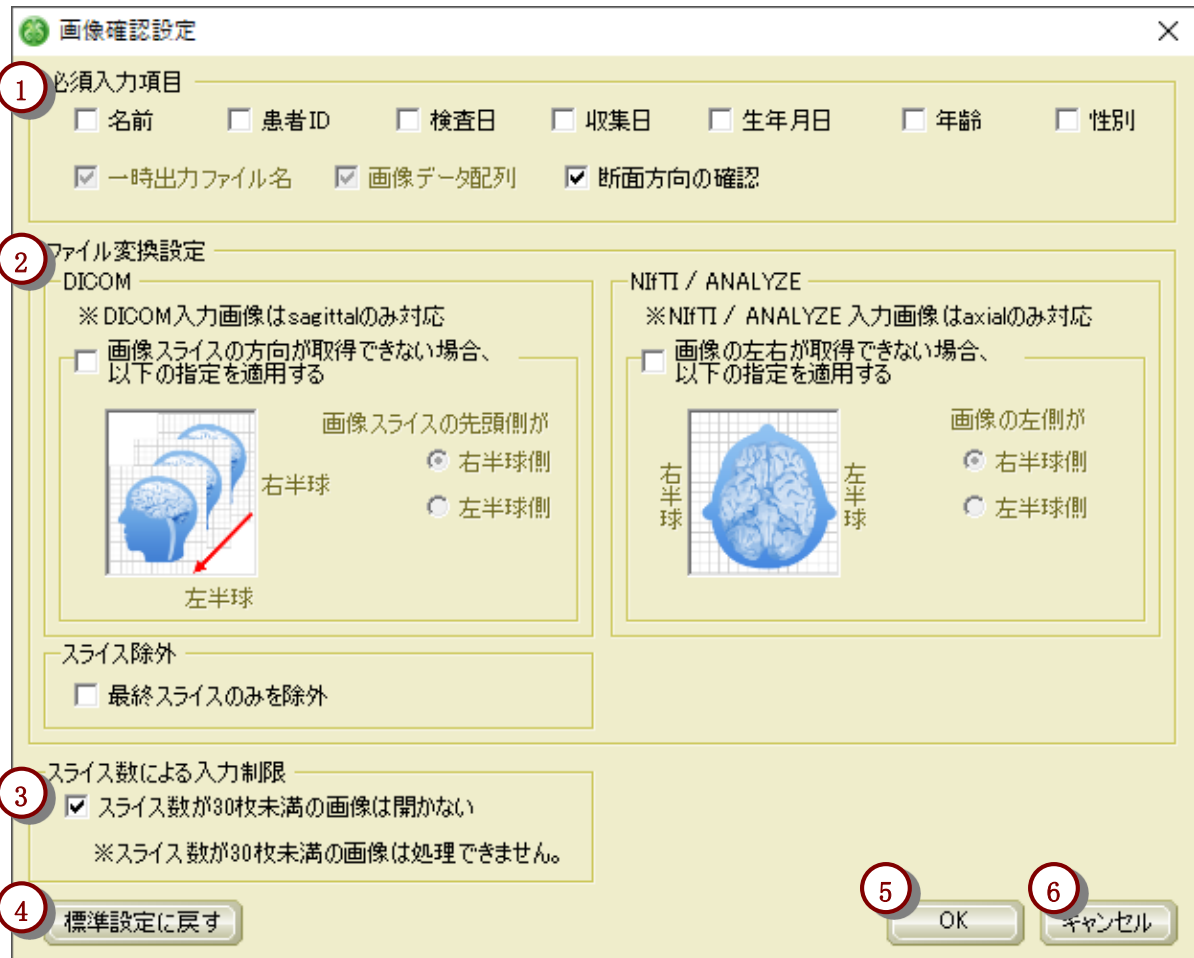 画像確認設定
1
必須入力項目
名前 患者ID 検査日 収集日 生年月日 年齢 性別
一時出力ファイル名 画像データ配列 断面方向の確認
2
ファイル変換設定
DICOM
※DICOM入力画像はsagittalのみ対応
画像スライスの方向が取得できない場合、
以下の指定を適用する
画像スライスの先頭側が
右半球側
左半球側
右半球
左半球
NIfTI / ANALYZE
※NIfTI / ANALYZE 入力画像はaxialのみ対応
画像の左右が取得できない場合、
以下の指定を適用する
画像の左側が
右半球側
左半球側
右半球
左半球
スライス除外
最終スライスのみを除外
3
スライス数による入力制限
スライス数が30枚未満の画像は開かない
※スライス数が30枚未満の画像は処理できません。
4
標準設定に戻す
5
OK
6
キャンセル